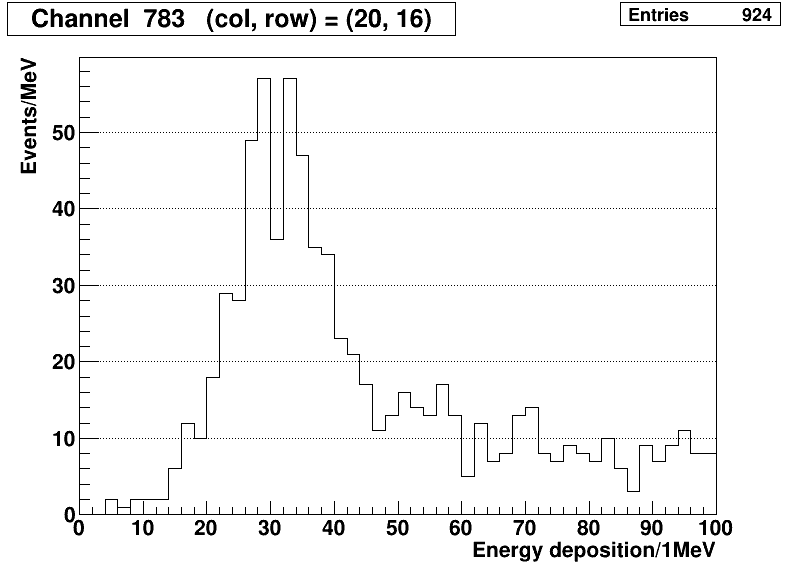 Channel 783 (col, row) = (20, 16)
Entries 924
Events/MeV
50
40
30
20
10
0
0 10 20 30 40 50 60 70 80 90 100
Energy deposition/1MeV